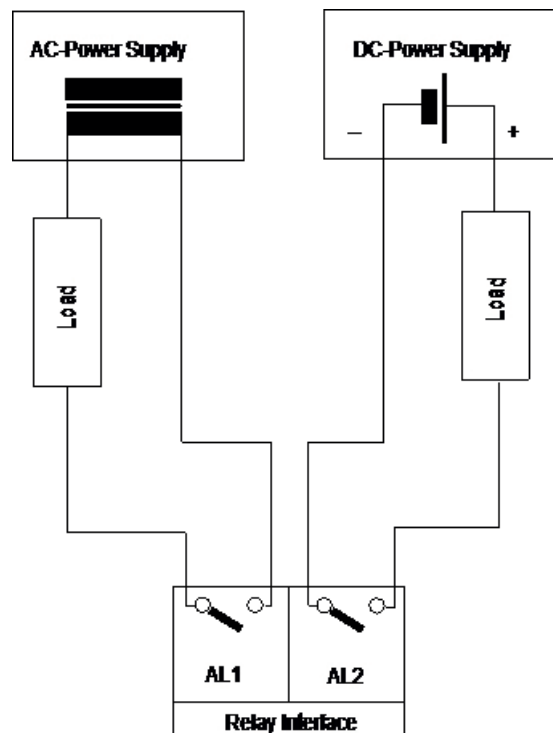 AC-Power Supply
DC-Power Supply
– +
Load
Load
AL1
AL2
Relay Interface